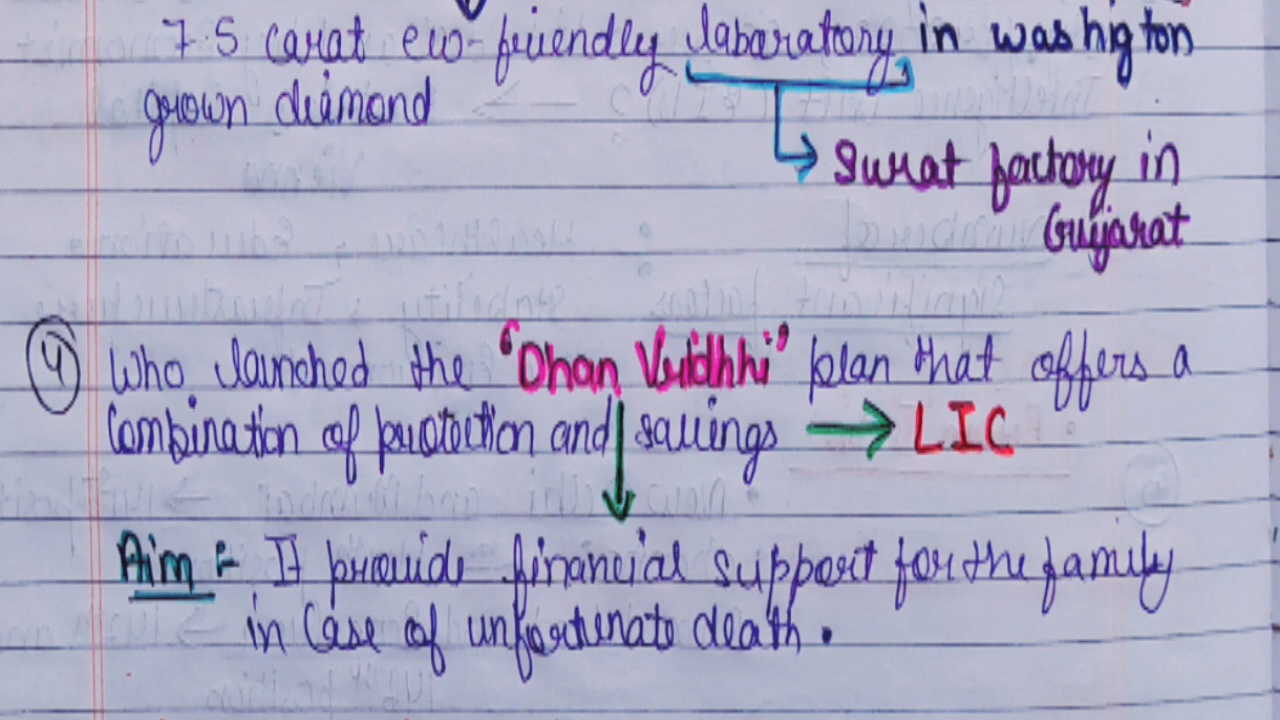 7.5 carat eco-friendly labaratory in washigton
grown diamond
Surat factory in
Gujarat
4 Who launched the "Dhan Vridhhi" plan that offers a
Combination of protection and savings → LIC
Aim :- It provide financial support for the family
in Case of unfortunate death.